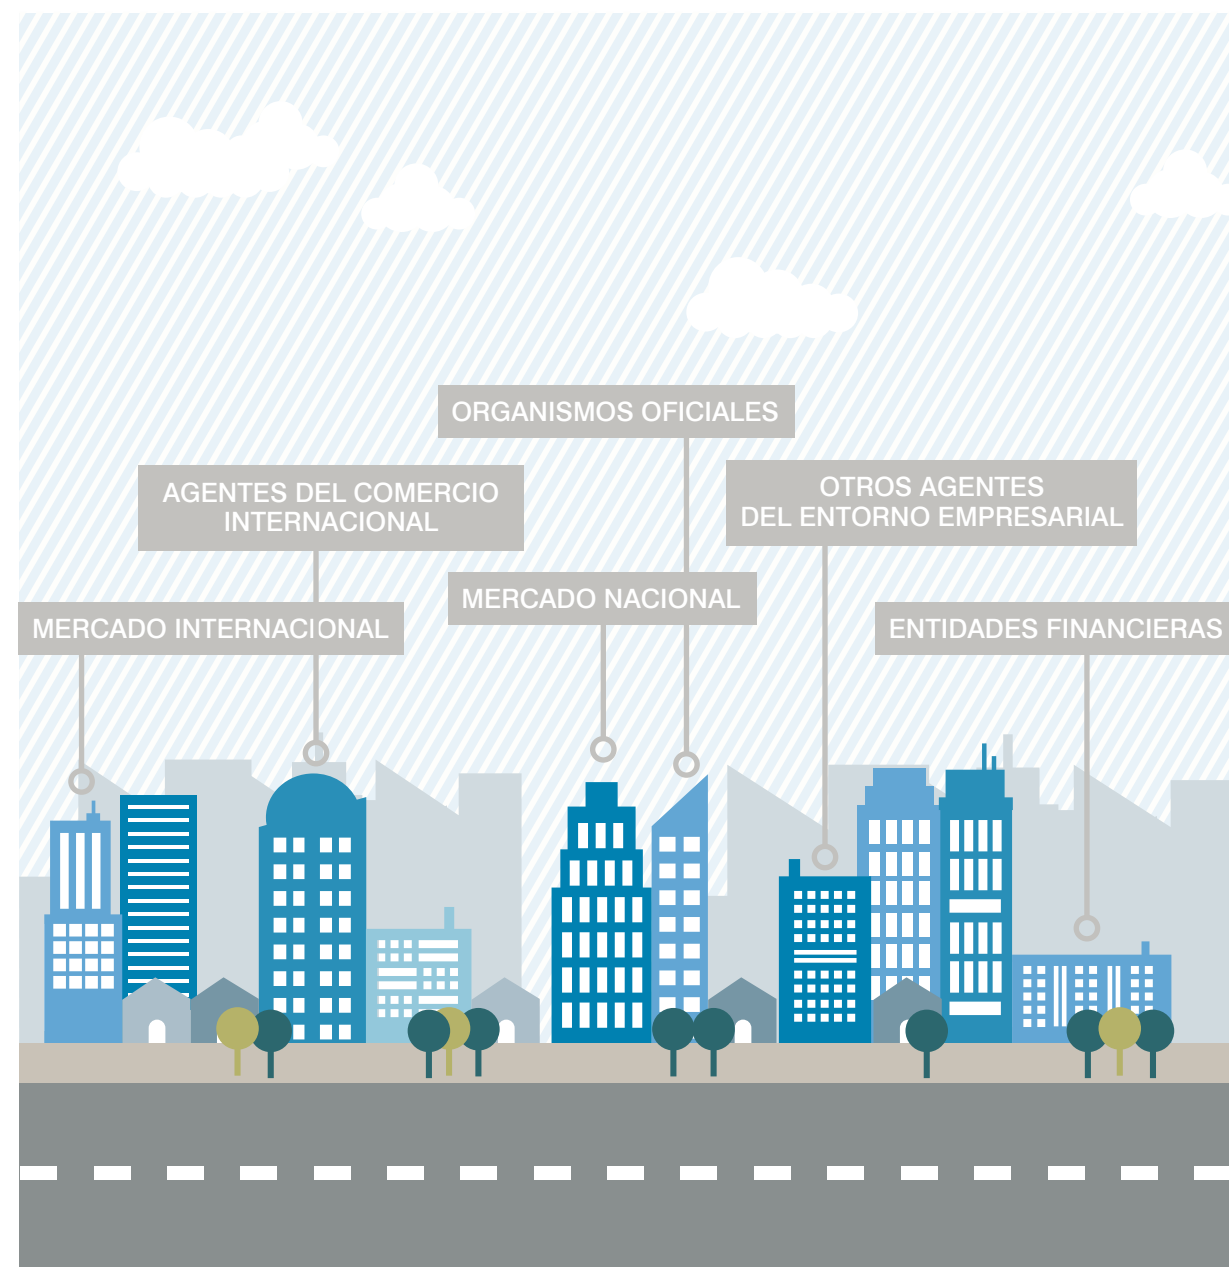 ORGANISMOS OFICIALES
AGENTES DEL COMERCIO
INTERNACIONAL
OTROS AGENTES
DEL ENTORNO EMPRESARIAL
MERCADO NACIONAL
MERCADO INTERNACIONAL
ENTIDADES FINANCIERAS